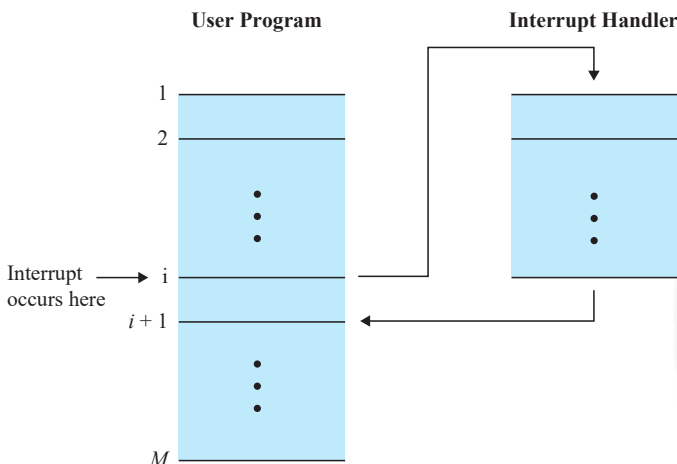 User Program
Interrupt Handler
1
2
Interrupt
occurs here
i
i + 1
M